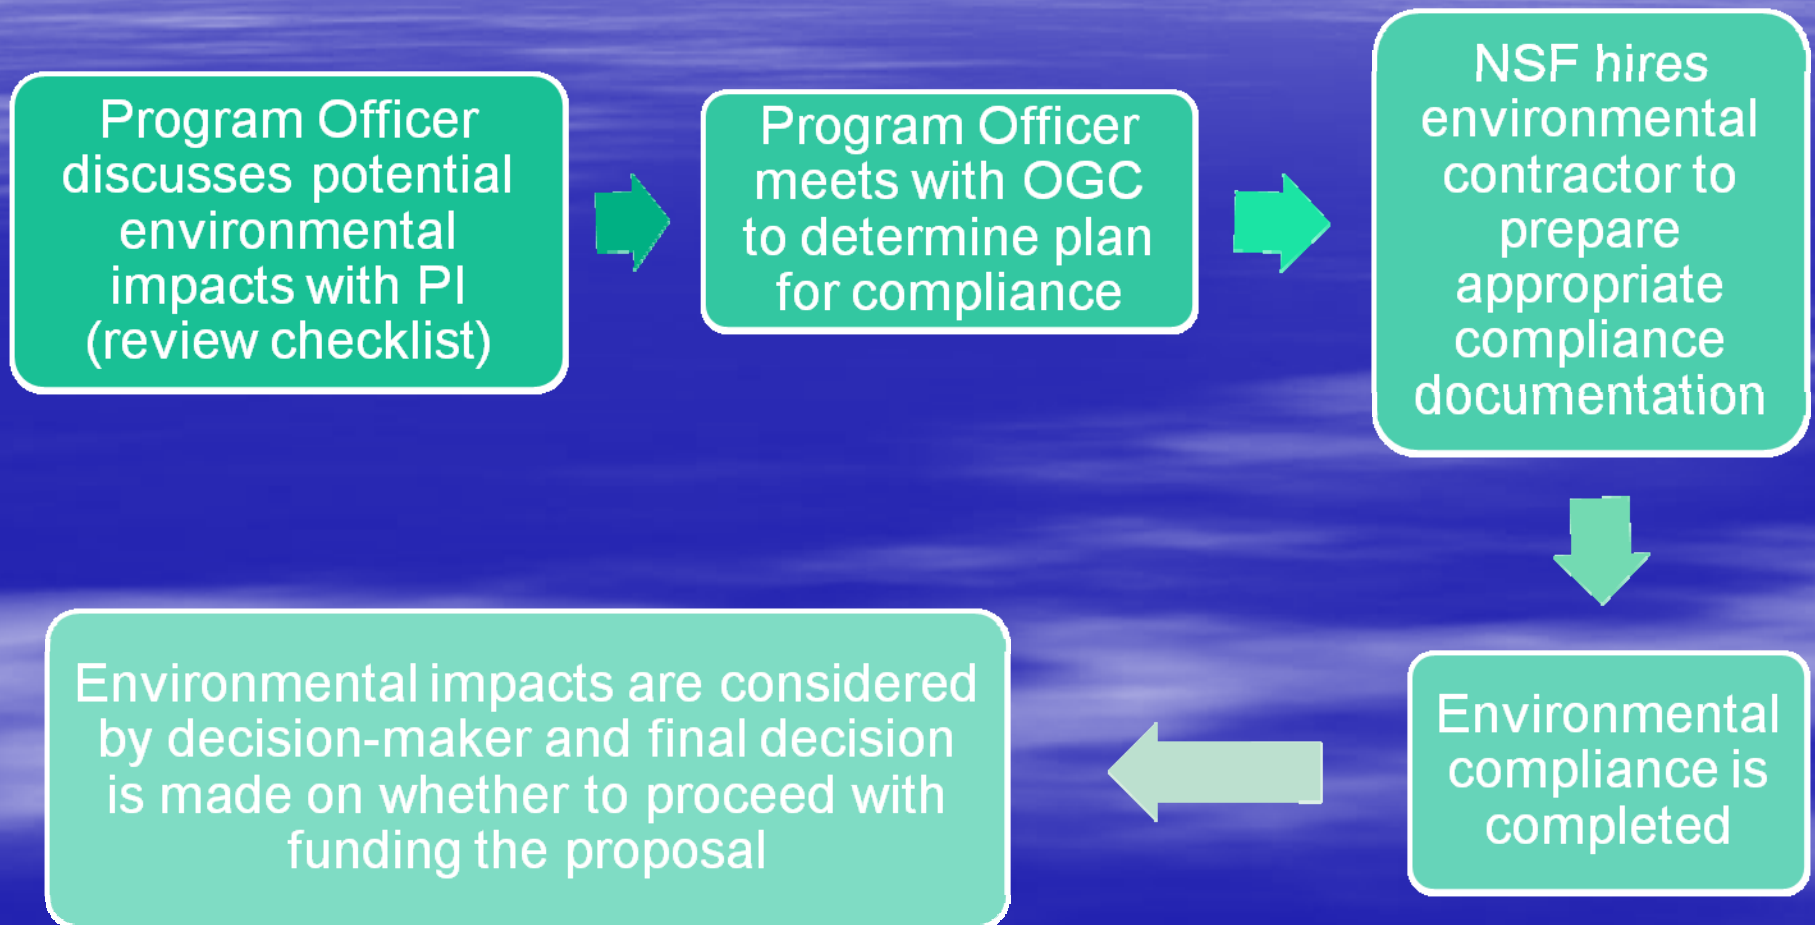 Program Officer
discusses potential
environmental
impacts with PI
(review checklist)
Program Officer
meets with OGC
to determine plan
for compliance
NSF hires
environmental
contractor to
prepare
appropriate
compliance
documentation
Environmental
compliance is
completed
Environmental impacts are considered
by decision-maker and final decision
is made on whether to proceed with
funding the proposal